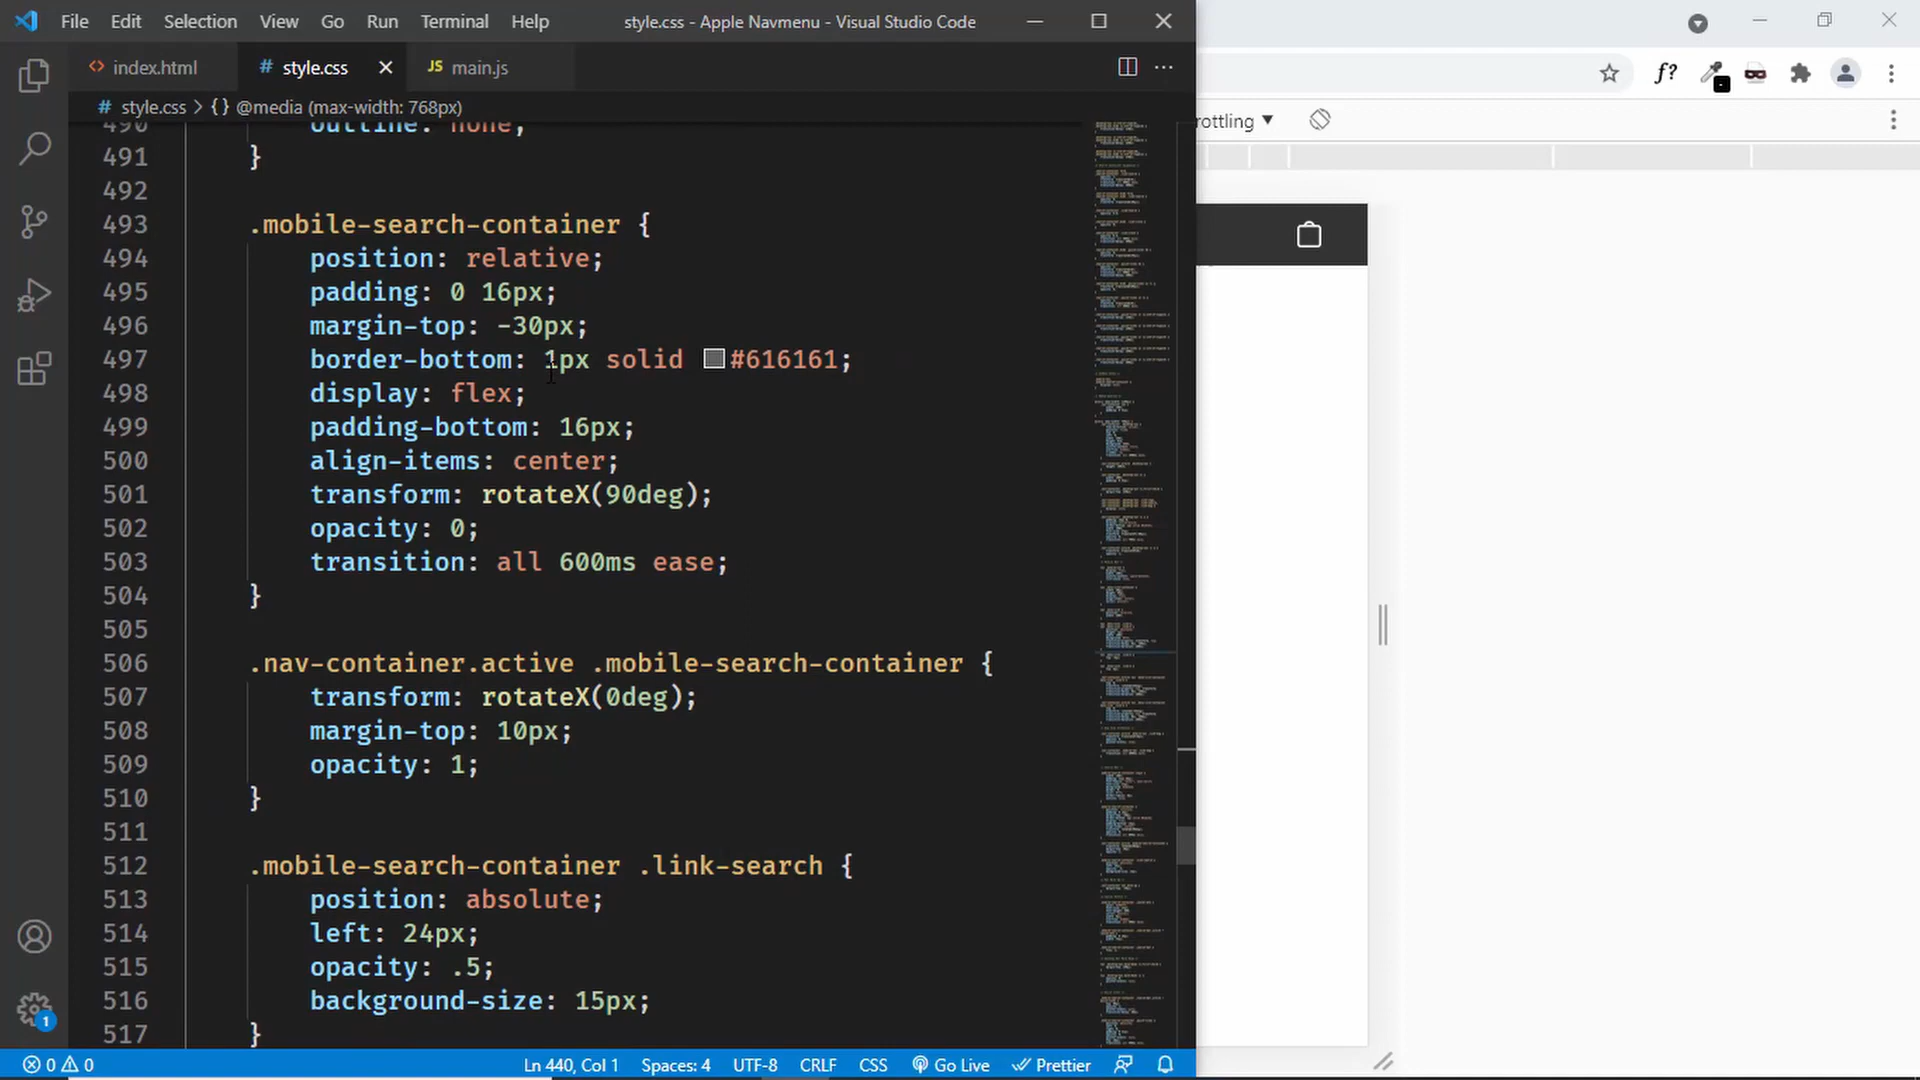 File Edit Selection View Go Run Terminal Help style.css - Apple Navmenu - Visual Studio Code
<> index.html # style.css JS main.js
# style.css > {} @media (max-width: 768px)
490 outline: none;
491 }
492
493 .mobile-search-container {
494 position: relative;
495 padding: 0 16px;
496 margin-top: -30px;
497 border-bottom: 1px solid #616161;
498 display: flex;
499 padding-bottom: 16px;
500 align-items: center;
501 transform: rotateX(90deg);
502 opacity: 0;
503 transition: all 600ms ease;
504 }
505
506 .nav-container.active .mobile-search-container {
507 transform: rotateX(0deg);
508 margin-top: 10px;
509 opacity: 1;
510 }
511
512 .mobile-search-container .link-search {
513 position: absolute;
514 left: 24px;
515 opacity: .5;
516 background-size: 15px;
517 }
1
0 0 Ln 440, Col 1 Spaces: 4 UTF-8 CRLF CSS Go Live Prettier
f?
rottling